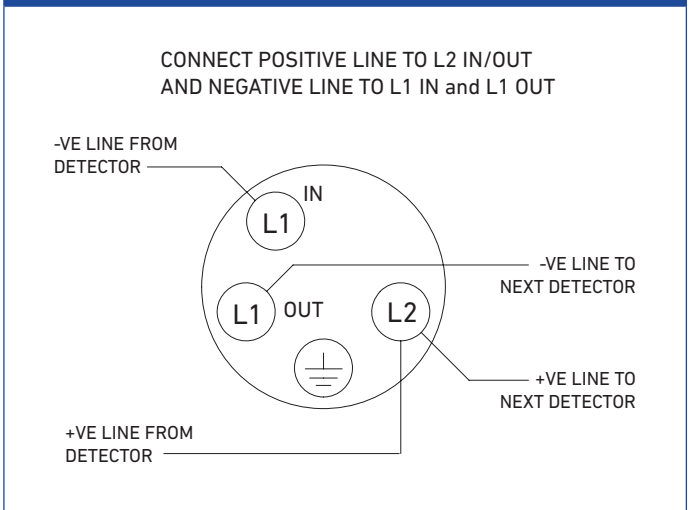 CONNECT POSITIVE LINE TO L2 IN/OUT
AND NEGATIVE LINE TO L1 IN and L1 OUT
-VE LINE FROM
DETECTOR
IN
L1
-VE LINE TO
NEXT DETECTOR
L1
OUT
L2
+VE LINE TO
NEXT DETECTOR
+VE LINE FROM
DETECTOR